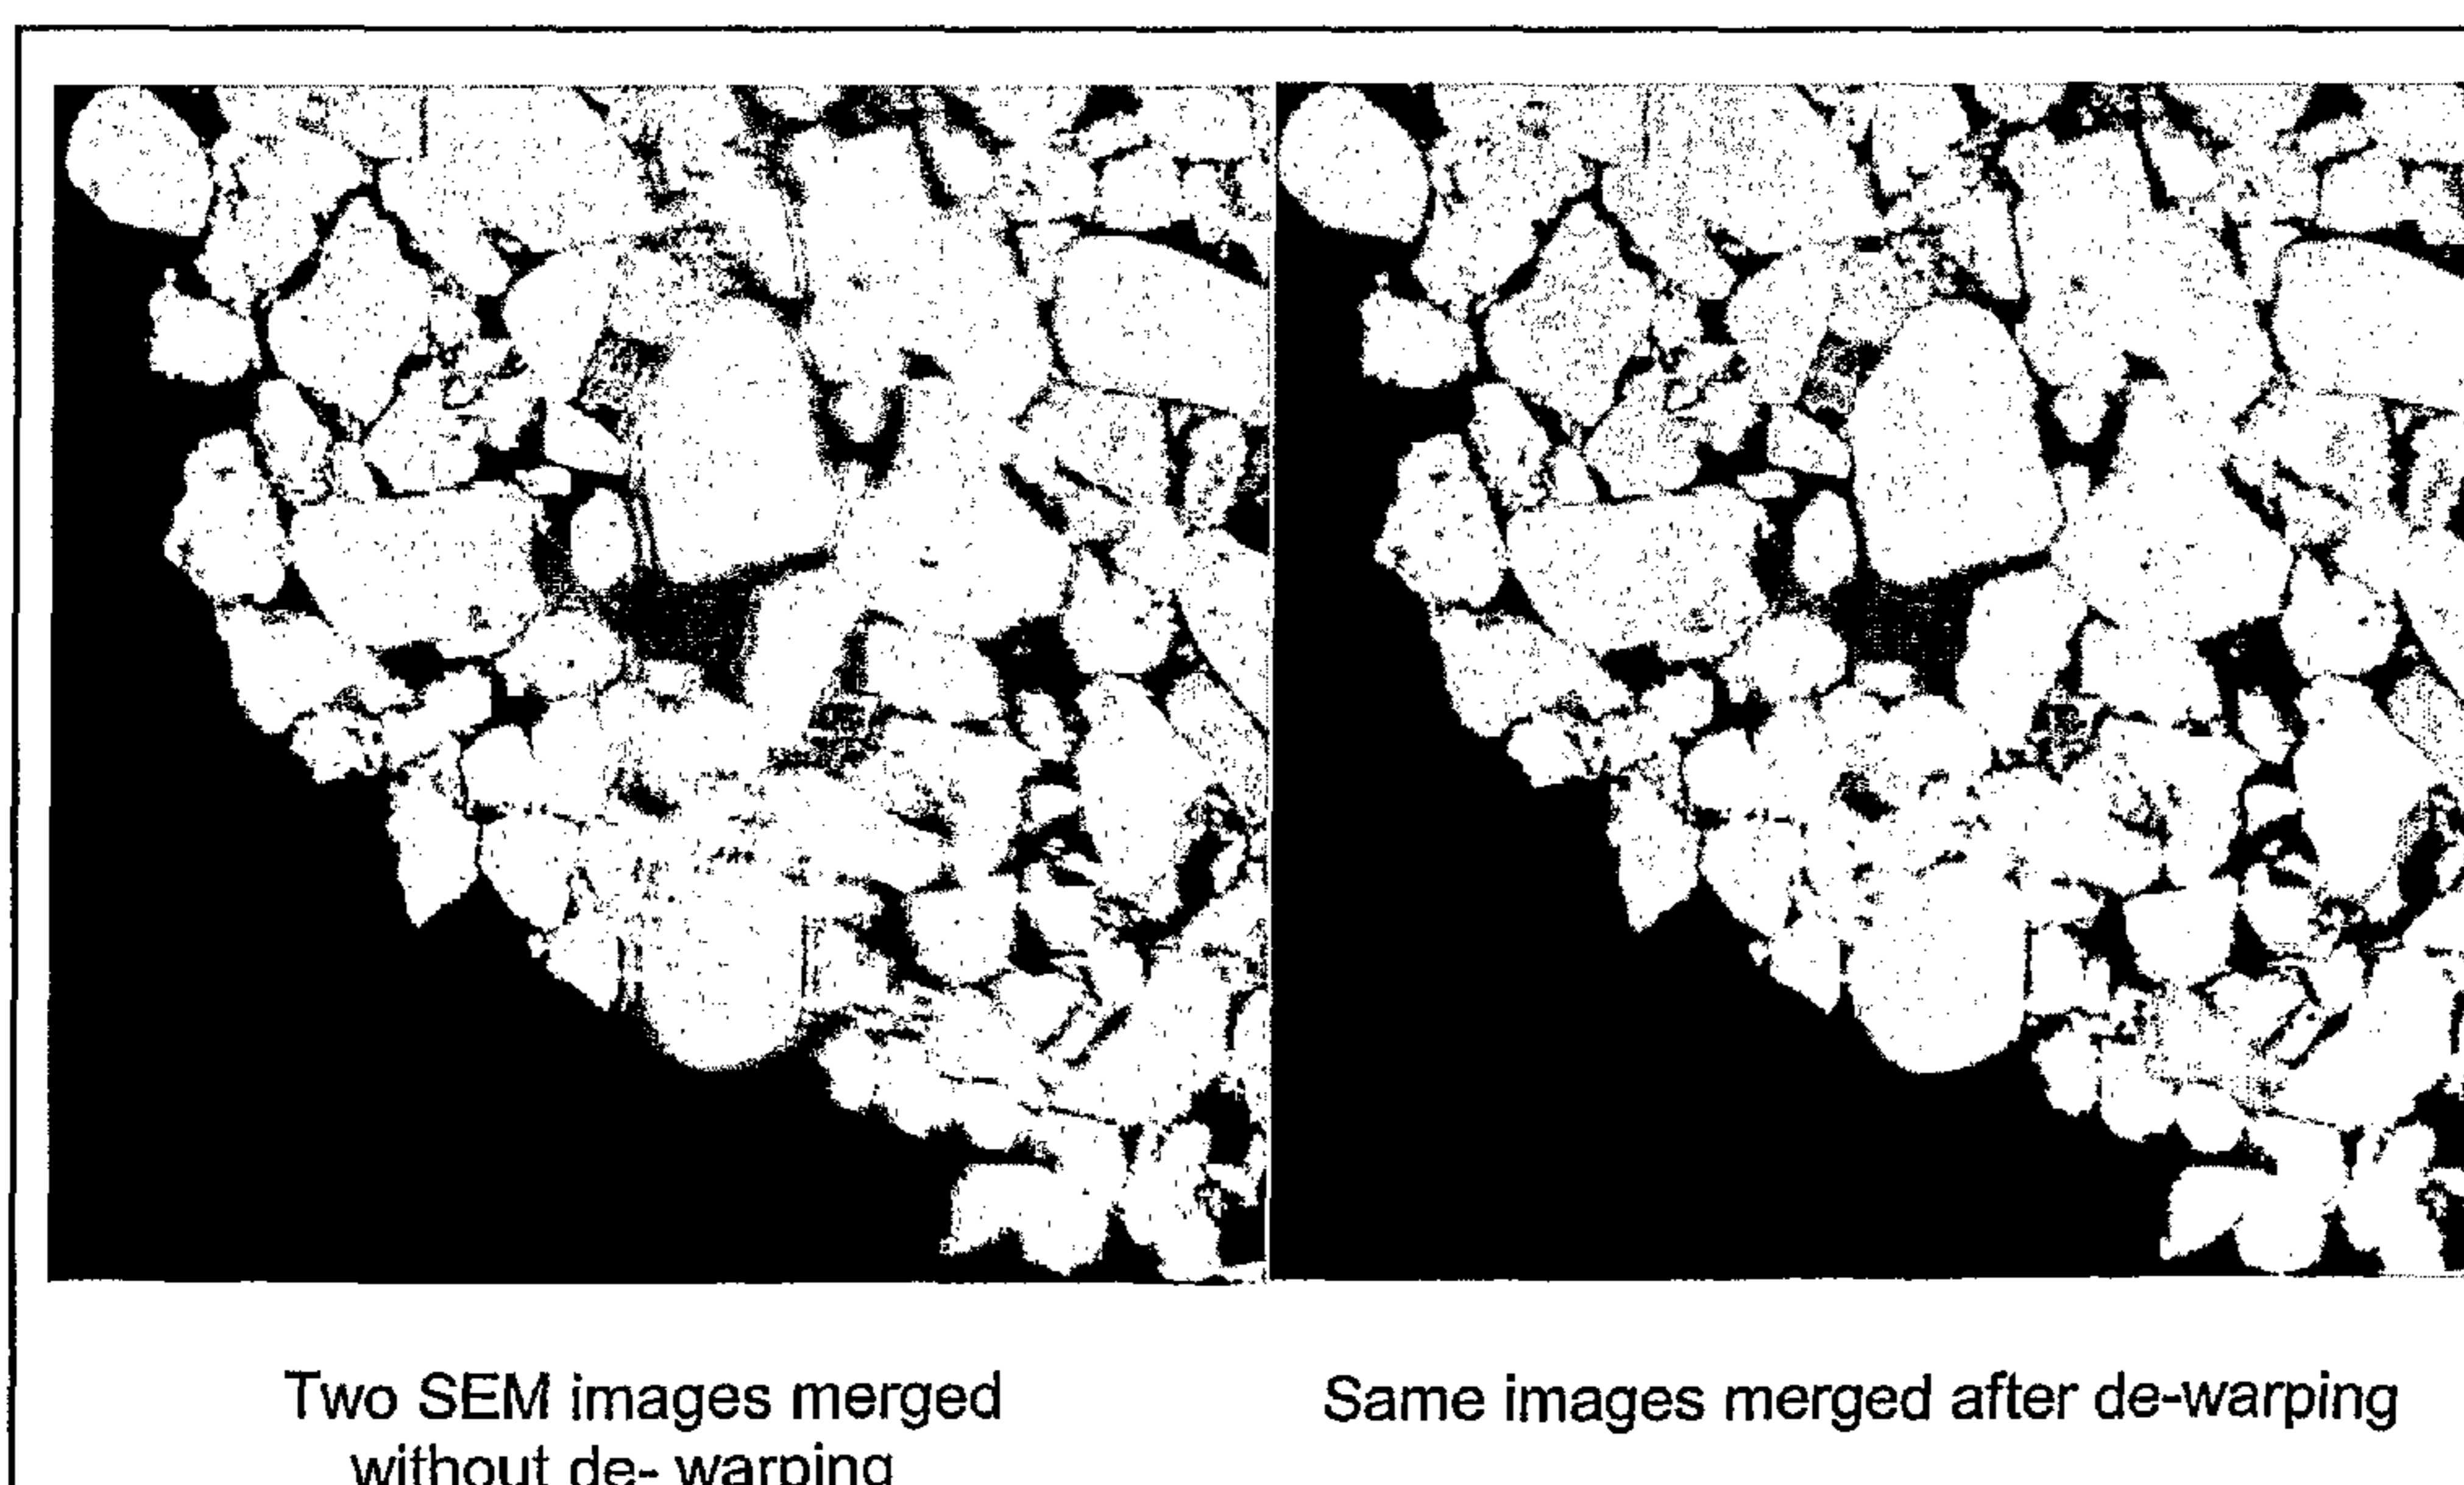 Two SEM images merged
without de- warping
Same images merged after de-warping